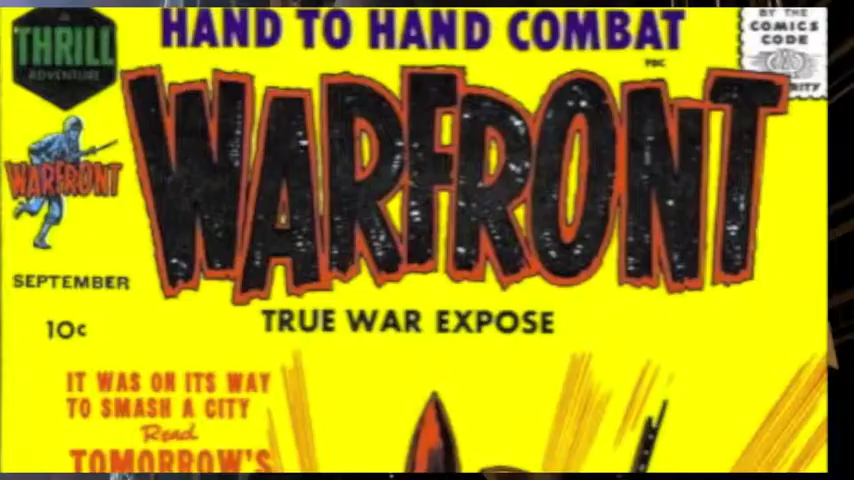 HAND TO HAND COMBAT
THRILL
ADVENTURE
BY THE
COMICS
CODE
RITY
WARFRONT
WARFRONT
SEPTEMBER
10c
TRUE WAR EXPOSE
IT WAS ON ITS WAY
TO SMASH A CITY
Read
TOMORROW'S